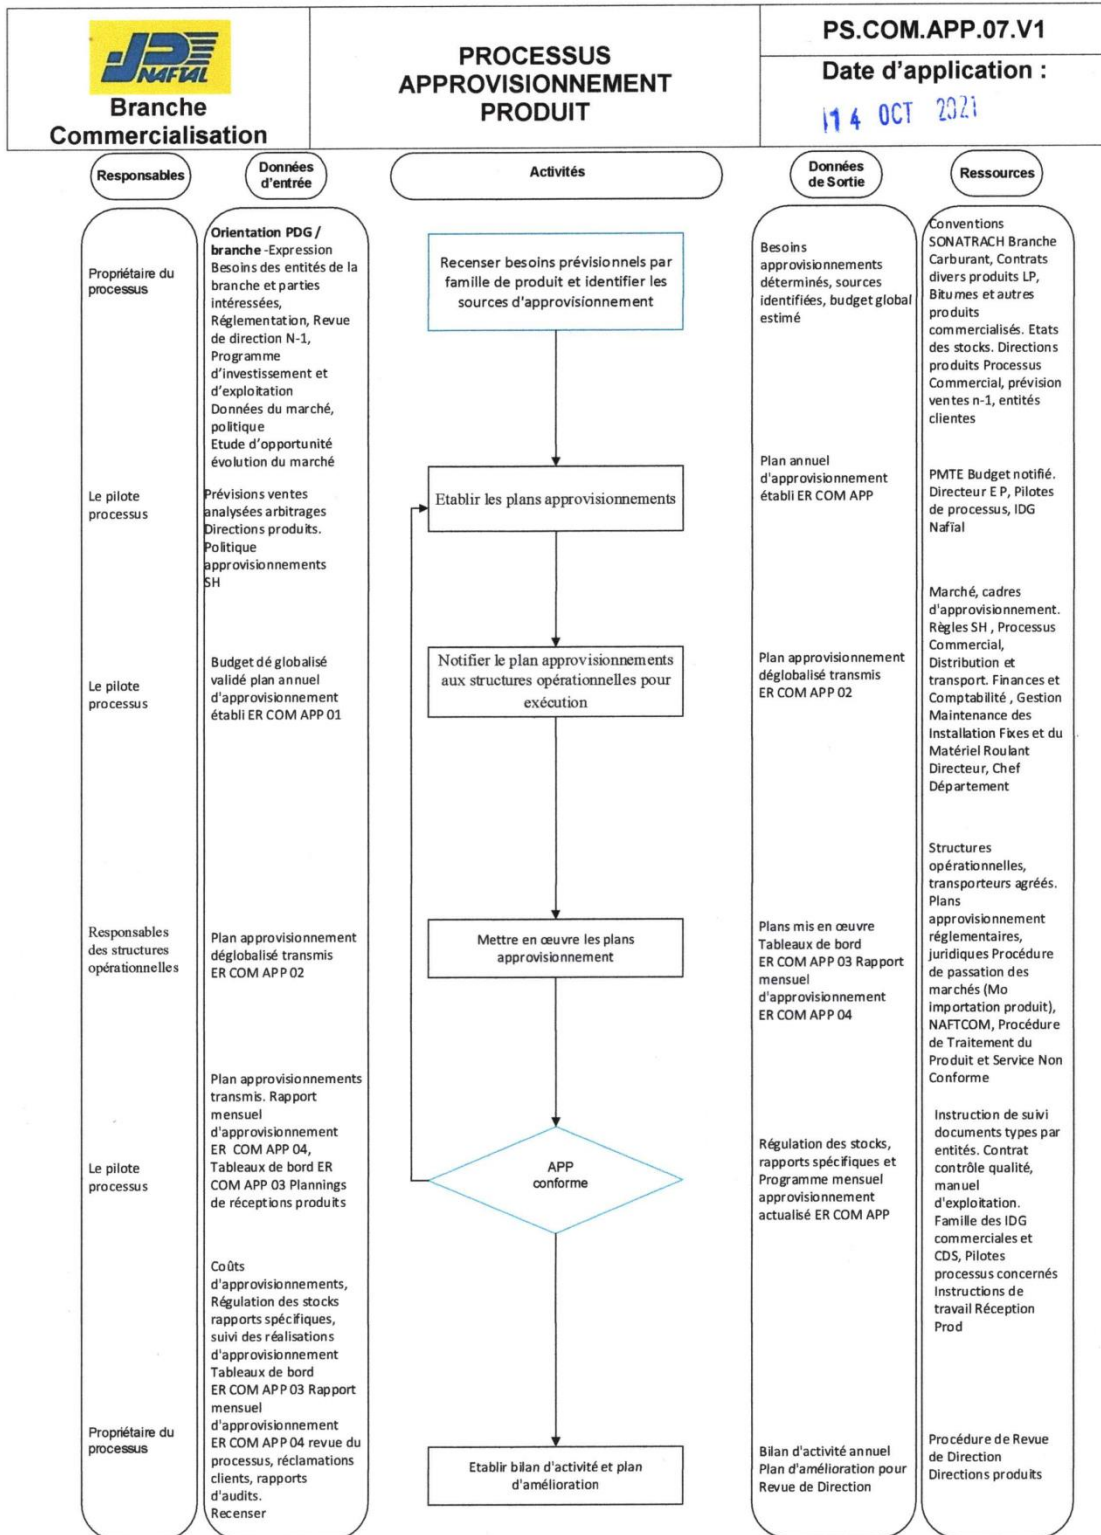 NAFTAL
Branche
Commercialisation
PROCESSUS
APPROVISIONNEMENT
PRODUIT
PS.COM.APP.07.V1
Date d'application :
14 OCT 2021
Responsables
Données
d'entrée
Activités
Données
de Sortie
Ressources
Propriétaire du
processus
Orientation PDG /
branche -Expression
Besoins des entités de la
branche et parties
intéressées,
Réglementation, Revue
de direction N-1,
Programme
d'investissement et
d'exploitation
Données du marché,
politique
Etude d'opportunité
évolution du marché
Recenser besoins prévisionnels par
famille de produit et identifier les
sources d'approvisionnement
Besoins
approvisionnements
déterminés, sources
identifiées, budget global
estimé
Conventions
SONATRACH Branche
Carburant, Contrats
divers produits LP,
Bitumes et autres
produits
commercialisés. Etats
des stocks. Directions
produits Processus
Commercial, prévision
ventes n-1, entités
clientes
Le pilote
processus
Prévisions ventes
analysées arbitrages
Directions produits.
Politique
approvisionnements
SH
Etablir les plans approvisionnements
Plan annuel
d'approvisionnement
établi ER COM APP
PMTE Budget notifié.
Directeur E P, Pilotes
de processus, IDG
Nafïal
Le pilote
processus
Budget dé globalisé
validé plan annuel
d'approvisionnement
établi ER COM APP 01
Notifier le plan approvisionnements
aux structures opérationnelles pour
exécution
Plan approvisionnement
déglobalisé transmis
ER COM APP 02
Marché, cadres
d'approvisionnement.
Règles SH , Processus
Commercial,
Distribution et
transport. Finances et
Comptabilité , Gestion
Maintenance des
Installation Fixes et du
Matériel Roulant
Directeur, Chef
Département
Responsables
des structures
opérationnelles
Plan approvisionnement
déglobalisé transmis
ER COM APP 02
Mettre en œuvre les plans
approvisionnement
Plans mis en œuvre
Tableaux de bord
ER COM APP 03 Rapport
mensuel
d'approvisionnement
ER COM APP 04
Structures
opérationnelles,
transporteurs agréés.
Plans
approvisionnement
réglementaires,
juridiques Procédure
de passation des
marchés (Mo
importation produit),
NAFTCOM, Procédure
de Traitement du
Produit et Service Non
Conforme
Le pilote
processus
Plan approvisionnements
transmis. Rapport
mensuel
d'approvisionnement
ER COM APP 04,
Tableaux de bord ER
COM APP 03 Plannings
de réceptions produits
APP
conforme
Régulation des stocks,
rapports spécifiques et
Programme mensuel
approvisionnement
actualisé ER COM APP
Instruction de suivi
documents types par
entités. Contrat
contrôle qualité,
manuel
d'exploitation.
Famille des IDG
commerciales et
CDS, Pilotes
processus concernés
Instructions de
travail Réception
Prod
Propriétaire du
processus
Coûts
d'approvisionnements,
Régulation des stocks
rapports spécifiques,
suivi des réalisations
d'approvisionnement
Tableaux de bord
ER COM APP 03 Rapport
mensuel
d'approvisionnement
ER COM APP 04 revue du
processus, réclamations
clients, rapports
d'audits.
Recenser
Etablir bilan d'activité et plan
d'amélioration
Bilan d'activité annuel
Plan d'amélioration pour
Revue de Direction
Procédure de Revue
de Direction
Directions produits